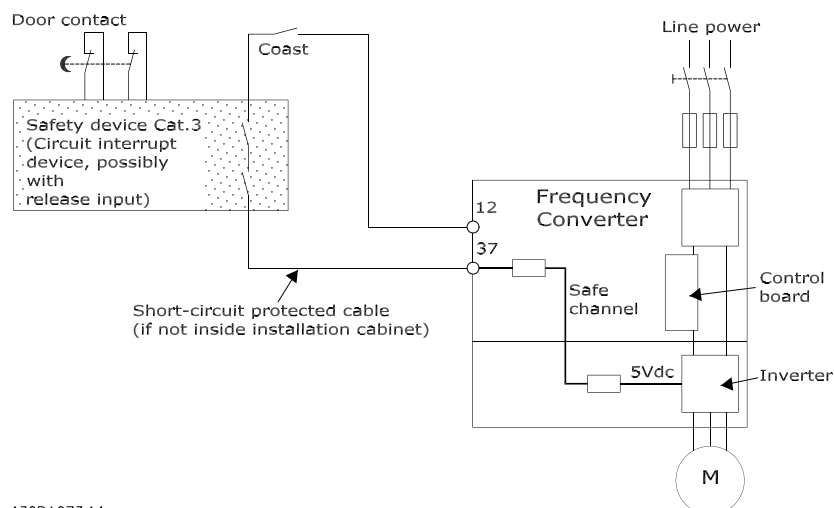 Door contact
Coast
Line power
Safety device Cat.3
(Circuit interrupt
device, possibly
with
release input)
12
Frequency
Converter
37
Safe
channel
Control
board
Short-circuit protected cable
(if not inside installation cabinet)
5Vdc
Inverter
M